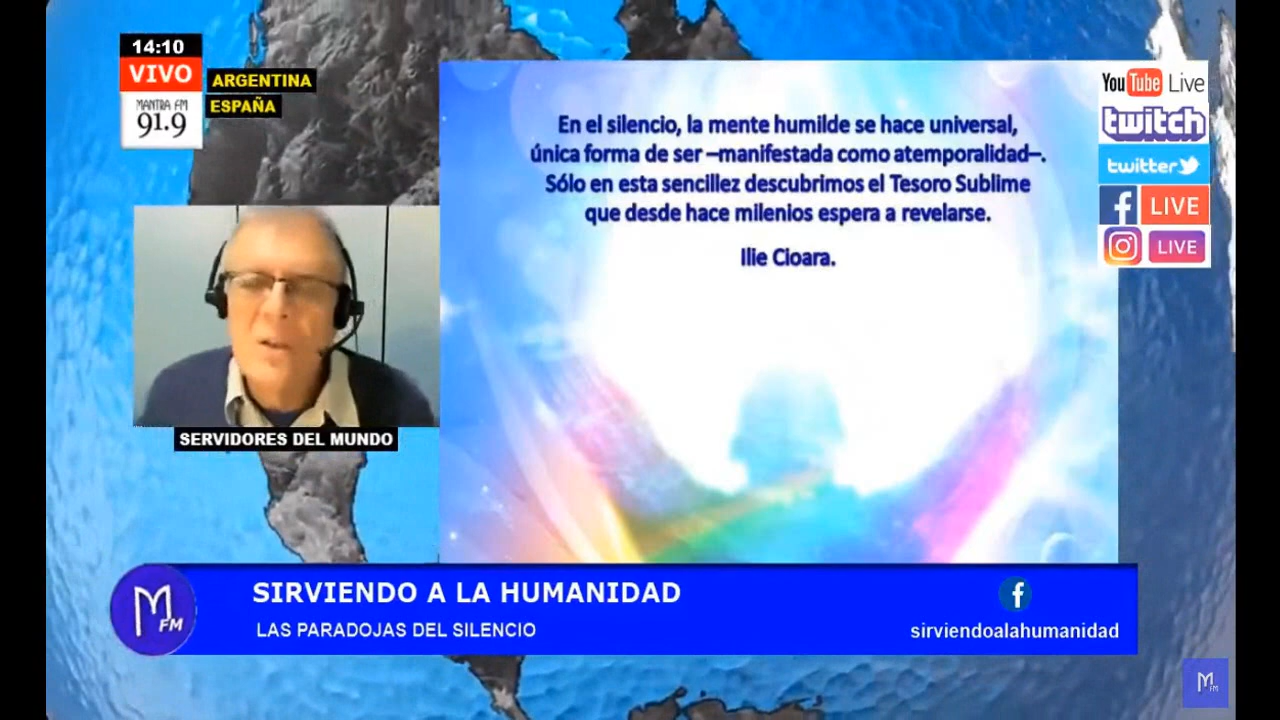 14:10
VIVO
ARGENTINA
MANTRA FM
91.9
ESPAÑA
En el silencio, la mente humilde se hace universal,
única forma de ser –manifestada como atemporalidad–.
Sólo en esta sencillez descubrimos el Tesoro Sublime
que desde hace milenios espera a revelarse.
Ilie Cioara.
YouTube Live
twitch
twitter
f LIVE
LIVE
SERVIDORES DEL MUNDO
M FM
SIRVIENDO A LA HUMANIDAD
LAS PARADOJAS DEL SILENCIO
f
sirviendoalahumanidad
M FM